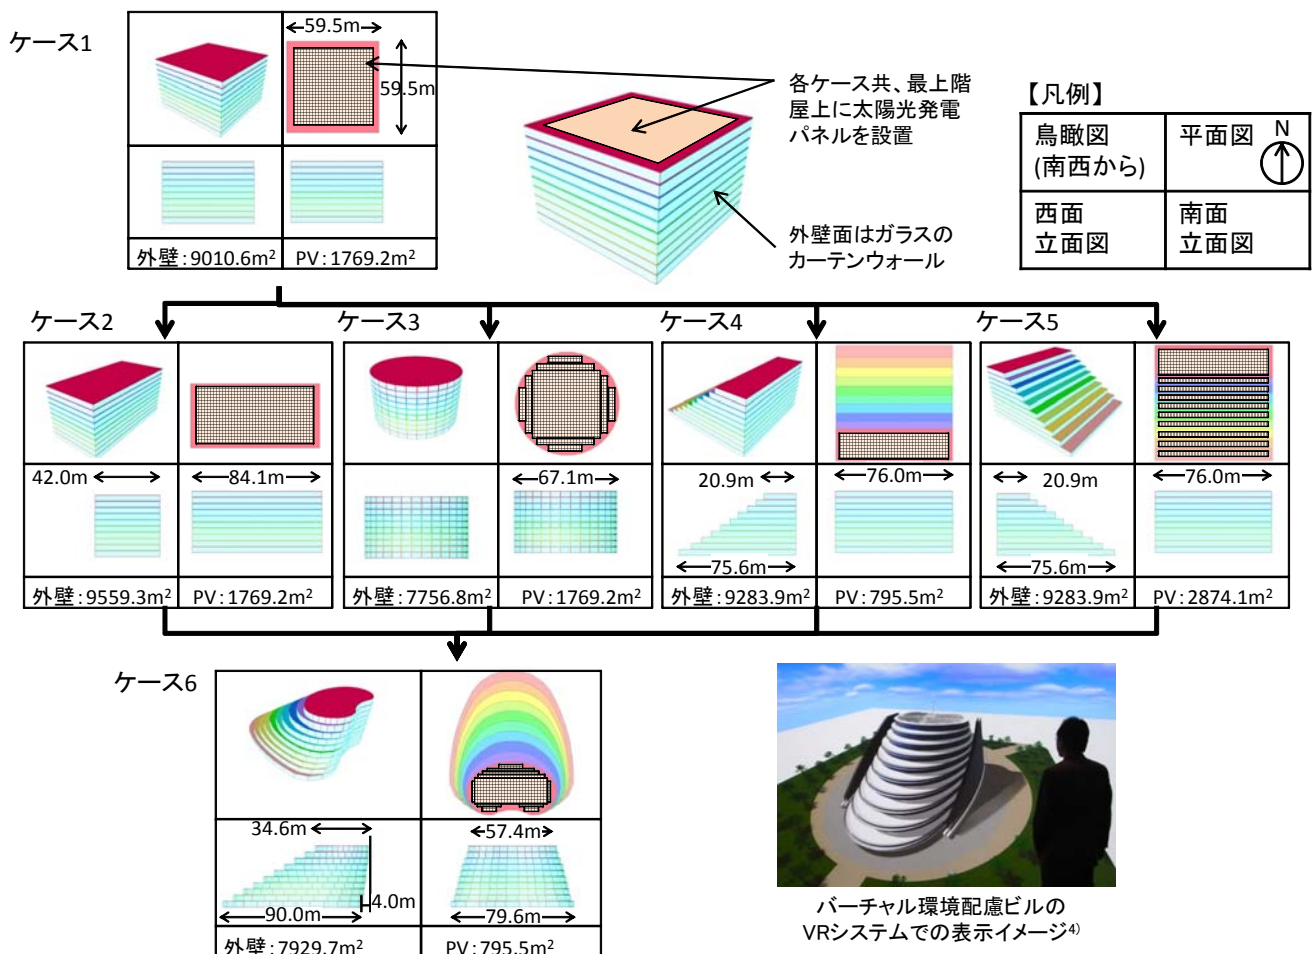 ケース1
59.5m
59.5m
外壁:9010.6m²
PV:1769.2m²
各ケース共、最上階
屋上に太陽光発電
パネルを設置
外壁面はガラスの
カーテンウォール
【凡例】
鳥瞰図
(南西から)
平面図
N
西面
立面図
南面
立面図
ケース2
42.0m
84.1m
外壁:9559.3m²
PV:1769.2m²
ケース3
67.1m
外壁:7756.8m²
PV:1769.2m²
ケース4
20.9m
76.0m
75.6m
外壁:9283.9m²
PV:795.5m²
ケース5
20.9m
76.0m
75.6m
外壁:9283.9m²
PV:2874.1m²
ケース6
34.6m
57.4m
4.0m
90.0m
79.6m
外壁:7929.7m²
PV:795.5m²
バーチャル環境配慮ビルの
VRシステムでの表示イメージ⁴⁾